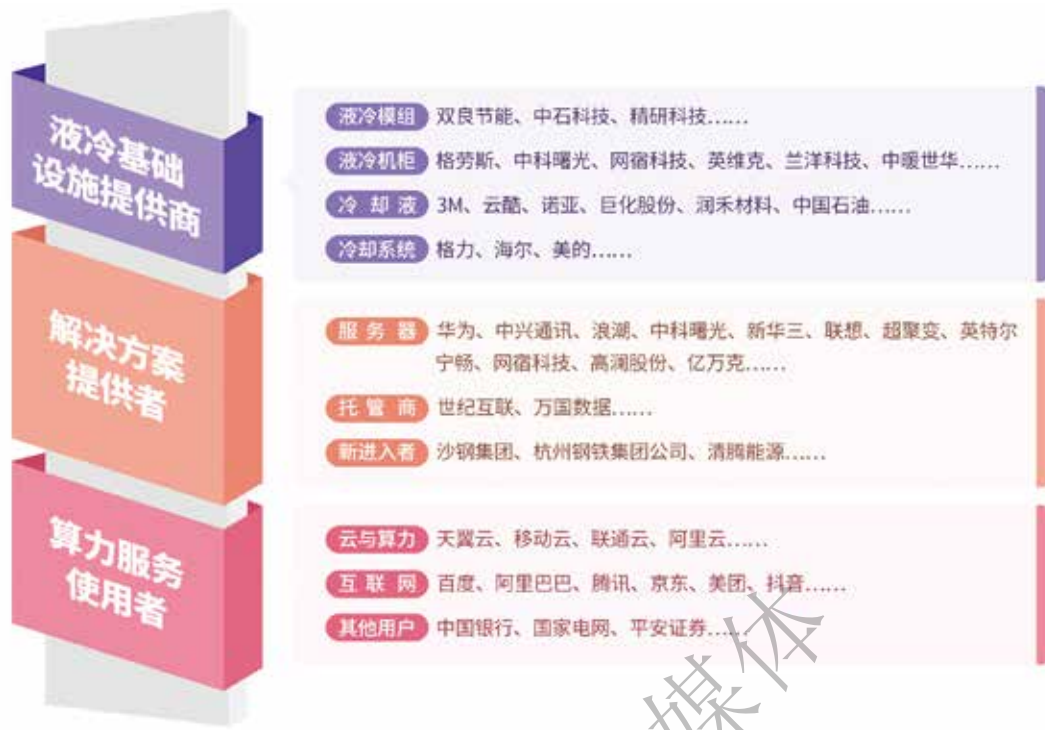 液冷基础
设施提供商
液冷模组 双良节能、中石科技、精研科技……
液冷机柜 格劳斯、中科曙光、网宿科技、英维克、兰洋科技、中暖世华……
冷却液 3M、云酷、诺亚、巨化股份、润禾材料、中国石油……
冷却系统 格力、海尔、美的……
解决方案
提供者
服务器 华为、中兴通讯、浪潮、中科曙光、新华三、联想、超聚变、英特尔
宁畅、网宿科技、高澜股份、亿万克……
托管商 世纪互联、万国数据……
新进入者 沙钢集团、杭州钢铁集团公司、清腾能源……
算力服务
使用者
云与算力 天翼云、移动云、联通云、阿里云……
互联网 百度、阿里巴巴、腾讯、京东、美团、抖音……
其他用户 中国银行、国家电网、平安证券……
媒体